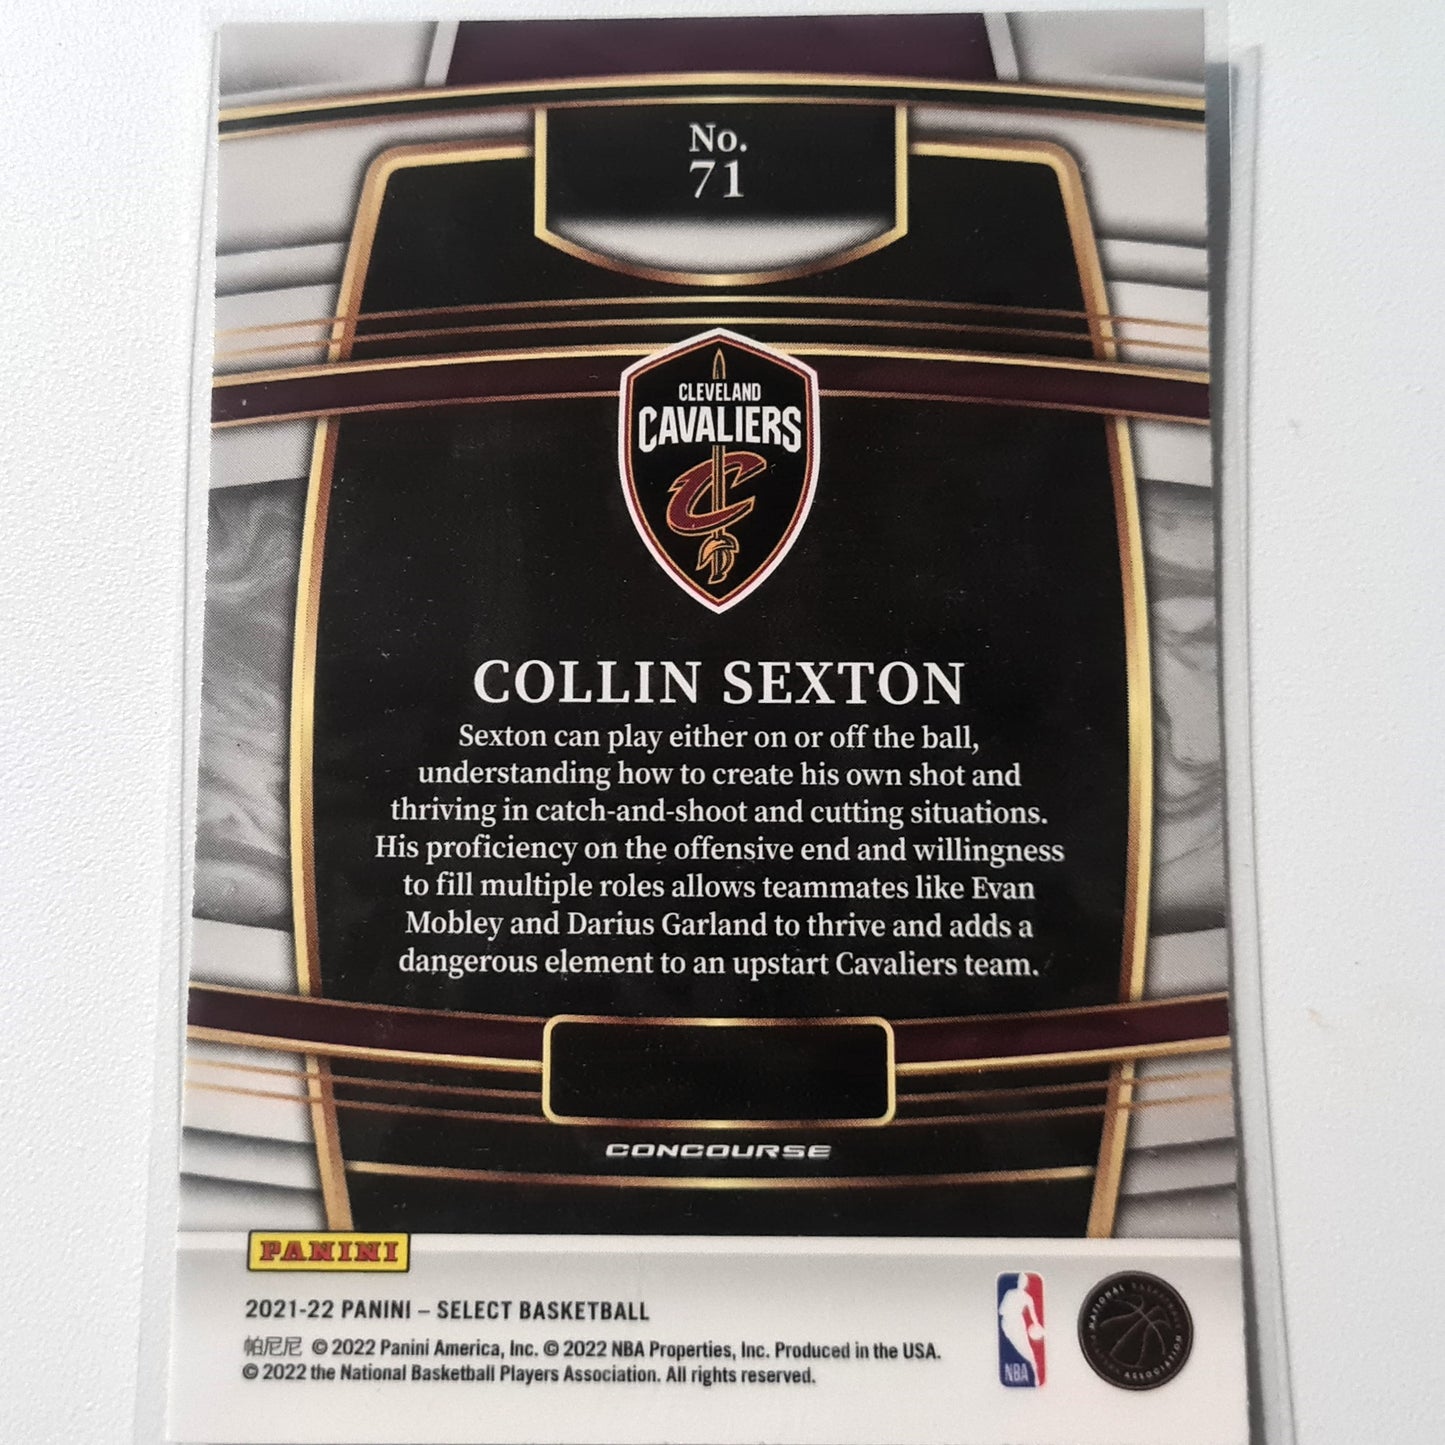 No.
71
CLEVELAND
CAVALIERS
COLLIN SEXTON
Sexton can play either on or off the ball,
understanding how to create his own shot and
thriving in catch-and-shoot and cutting situations.
His proficiency on the offensive end and willingness
to fill multiple roles allows teammates like Evan
Mobley and Darius Garland to thrive and adds a
dangerous element to an upstart Cavaliers team.
CONCOURSE
PANINI
2021-22 PANINI – SELECT BASKETBALL
帕尼尼 © 2022 Panini America, Inc. © 2022 NBA Properties, Inc. Produced in the USA.
© 2022 the National Basketball Players Association. All rights reserved.
NBA
NATIONAL BASKETBALL PLAYERS ASSOCIATION